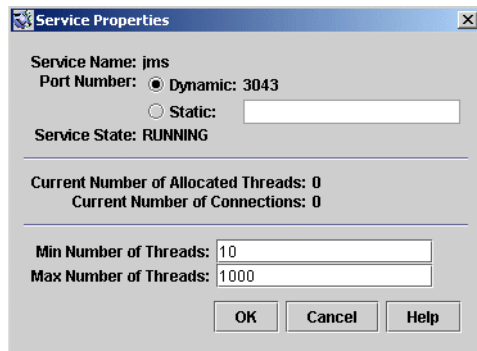 Service Properties
Service Name: jms
Port Number: Dynamic: 3043
Static:
Service State: RUNNING
Current Number of Allocated Threads: 0
Current Number of Connections: 0
Min Number of Threads: 10
Max Number of Threads: 1000
OK Cancel Help